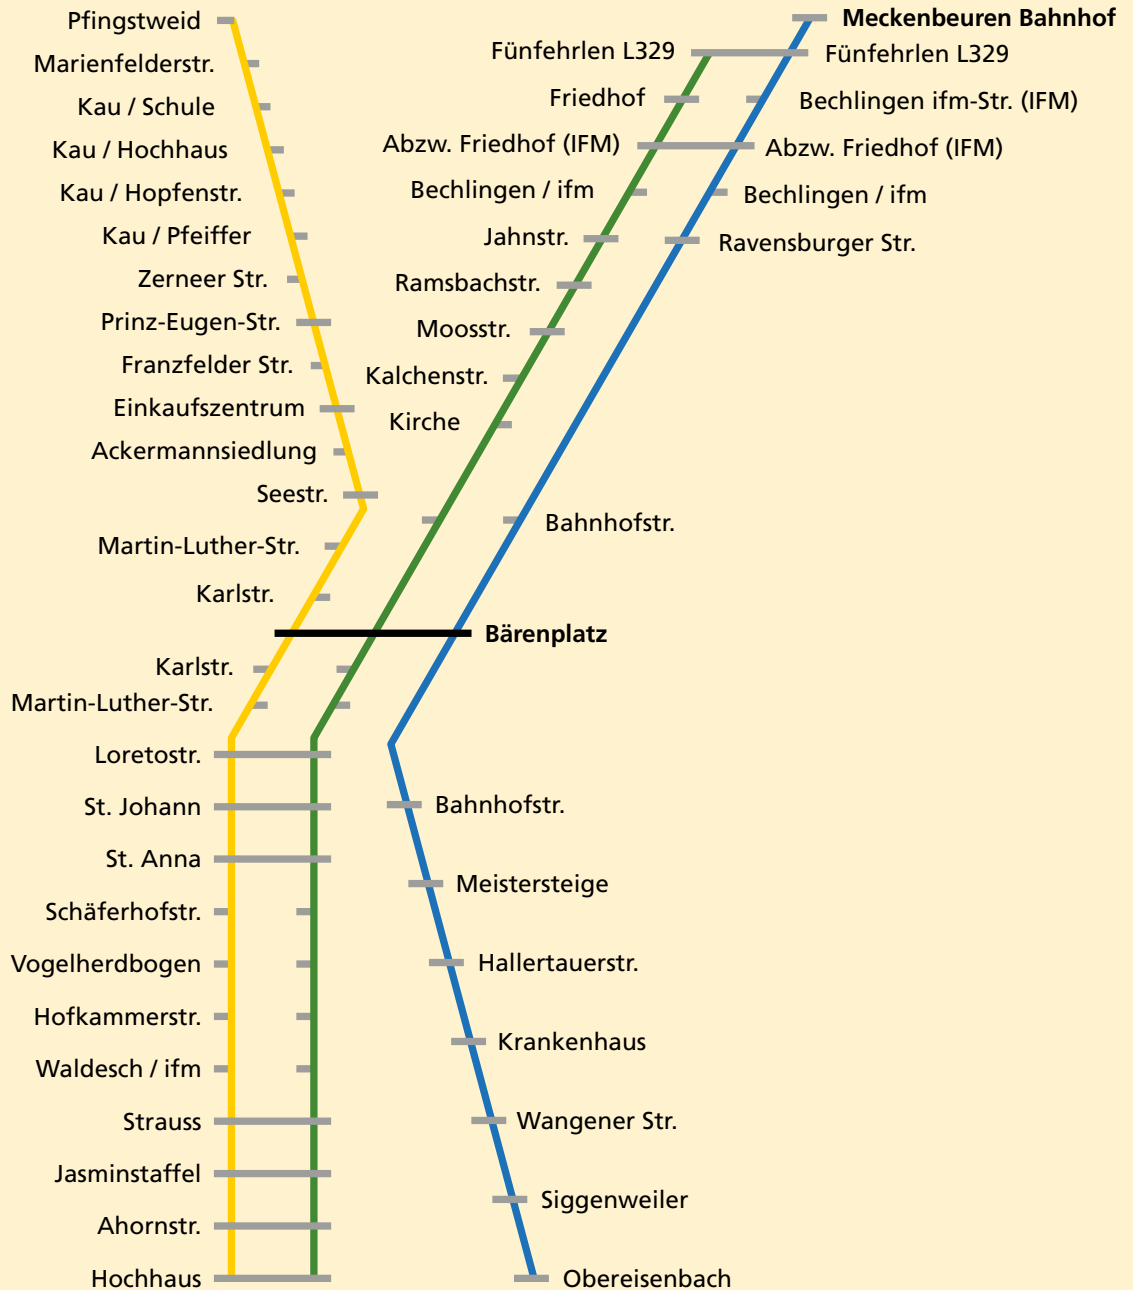 Pfingstweid
Meckenbeuren Bahnhof
Fünfehrlen L329
Fünfehrlen L329
Marienfelderstr.
Friedhof
Bechlingen ifm-Str. (IFM)
Kau / Schule
Abzw. Friedhof (IFM)
Abzw. Friedhof (IFM)
Kau / Hochhaus
Bechlingen / ifm
Bechlingen / ifm
Kau / Hopfenstr.
Kau / Pfeiffer
Jahnstr.
Ravensburger Str.
Zerneer Str.
Ramsbachstr.
Prinz-Eugen-Str.
Moosstr.
Franzfelder Str.
Kalchenstr.
Einkaufszentrum
Kirche
Ackermannsiedlung
Seestr.
Bahnhofstr.
Martin-Luther-Str.
Karlstr.
Bärenplatz
Karlstr.
Martin-Luther-Str.
Loretostr.
St. Johann
Bahnhofstr.
St. Anna
Meistersteige
Schäferhofstr.
Vogelherdbogen
Hallertauerstr.
Hofkammerstr.
Krankenhaus
Waldesch / ifm
Strauss
Wangener Str.
Jasminstaffel
Siggenweiler
Ahornstr.
Hochhaus
Obereisenbach